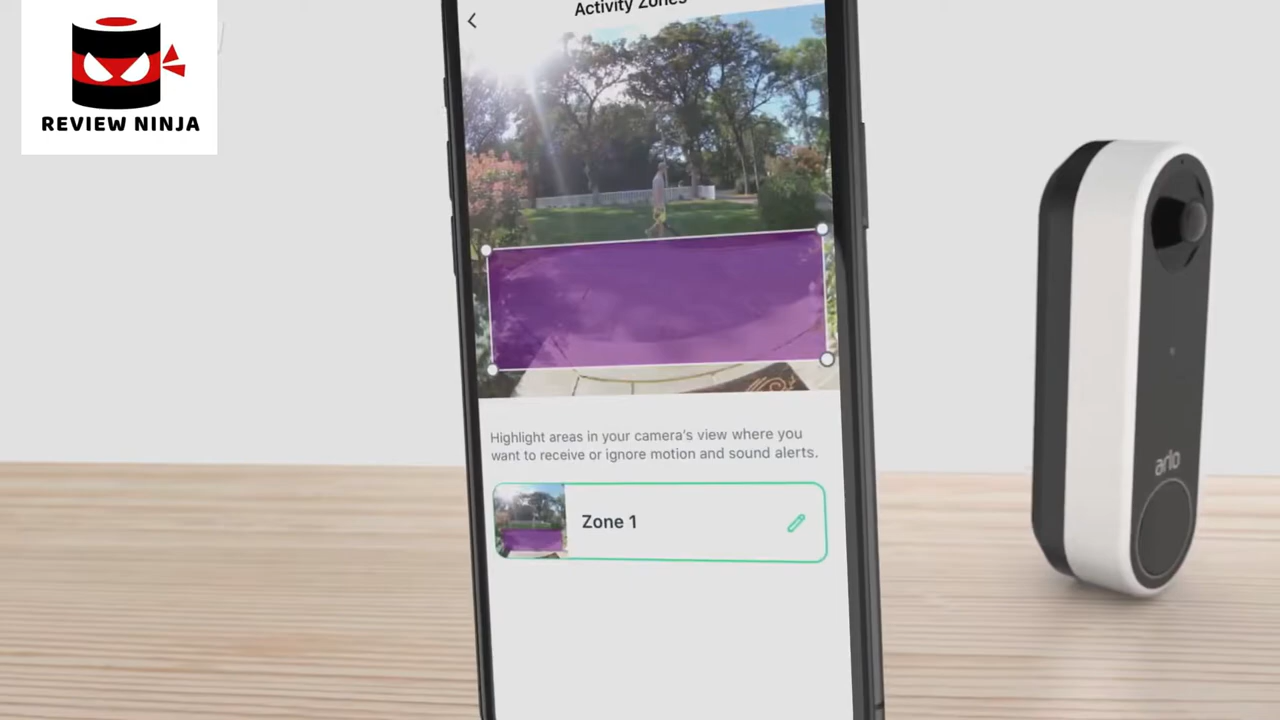 REVIEW NINJA
Activity Zones
Highlight areas in your camera's view where you
want to receive or ignore motion and sound alerts.
Zone 1
arlo